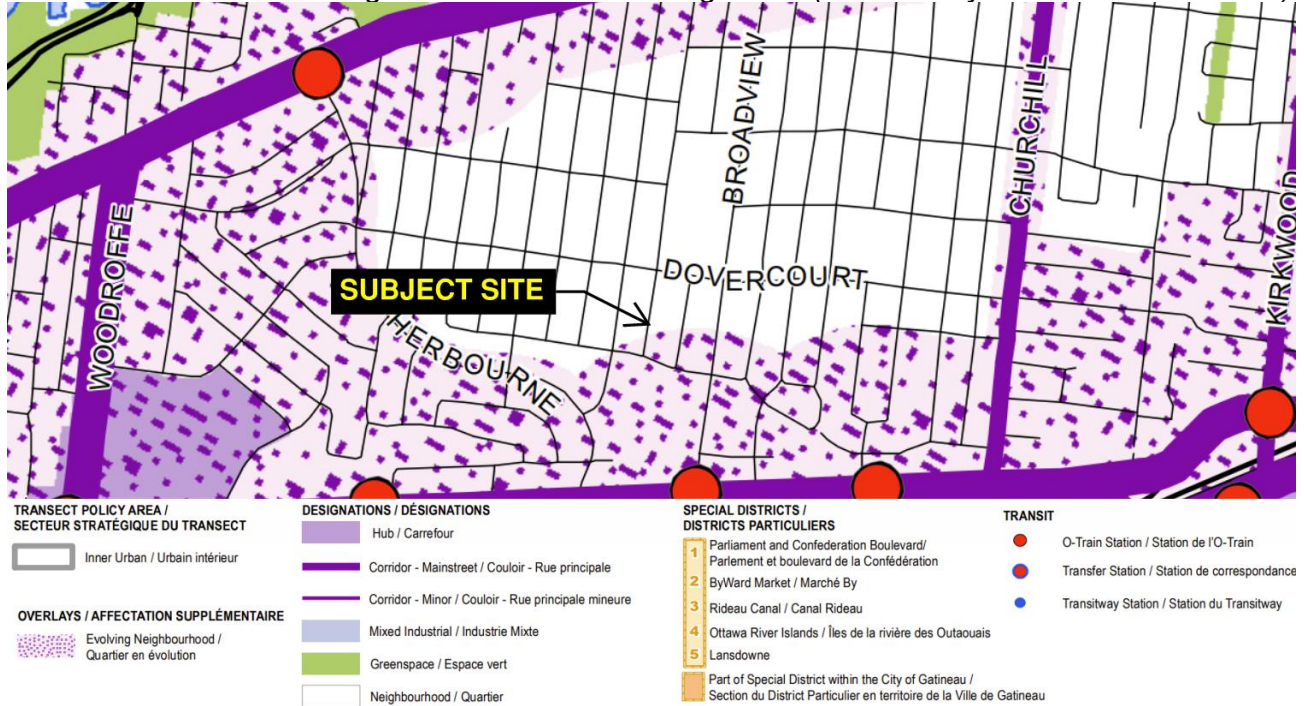 BROADVIEW
CHURCHILL
KIRKWOOD
DOVERCOURT
SUBJECT SITE
WOODROFFE
HERBOURNE
TRANSECT POLICY AREA /
SECTEUR STRATÉGIQUE DU TRANSECT
Inner Urban / Urbain intérieur
OVERLAYS / AFFECTATION SUPPLÉMENTAIRE
Evolving Neighbourhood /
Quartier en évolution
DESIGNATIONS / DÉSIGNATIONS
Hub / Carrefour
Corridor - Mainstreet / Couloir - Rue principale
Corridor - Minor / Couloir - Rue principale mineure
Mixed Industrial / Industrie Mixte
Greenspace / Espace vert
Neighbourhood / Quartier
SPECIAL DISTRICTS /
DISTRICTS PARTICULIERS
1 Parliament and Confederation Boulevard/
Parlement et boulevard de la Confédération
2 ByWard Market / Marché By
3 Rideau Canal / Canal Rideau
4 Ottawa River Islands / Îles de la rivière des Outaouais
5 Lansdowne
Part of Special District within the City of Gatineau /
Section du District Particulier en territoire de la Ville de Gatineau
TRANSIT
O-Train Station / Station de l'O-Train
Transfer Station / Station de correspondance
Transitway Station / Station du Transitway